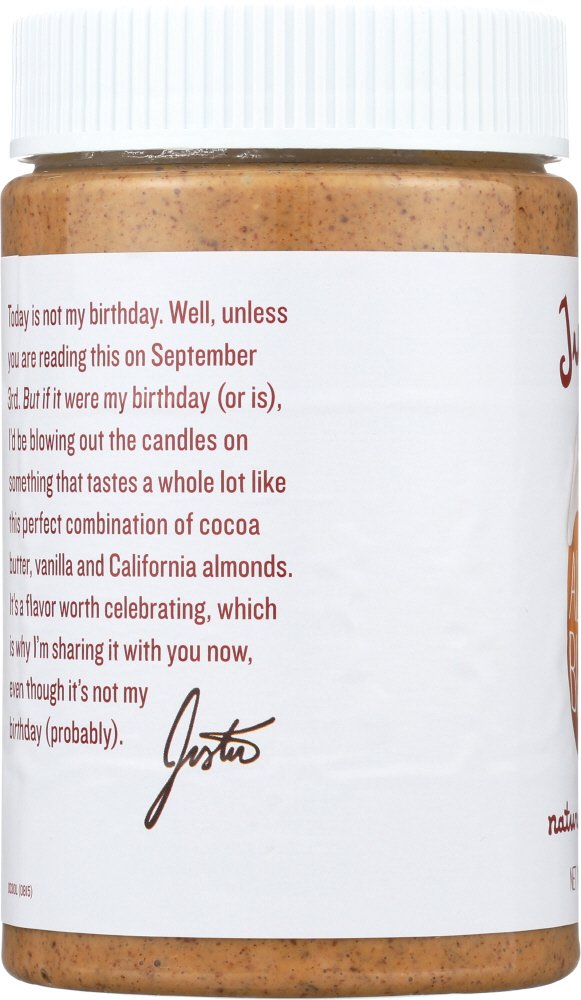 Today is not my birthday. Well, unless
you are reading this on September
3rd. But if it were my birthday (or is),
I'd be blowing out the candles on
something that tastes a whole lot like
this perfect combination of cocoa
butter, vanilla and California almonds.
It's a flavor worth celebrating, which
is why I'm sharing it with you now,
even though it's not my
birthday (probably).
Justin